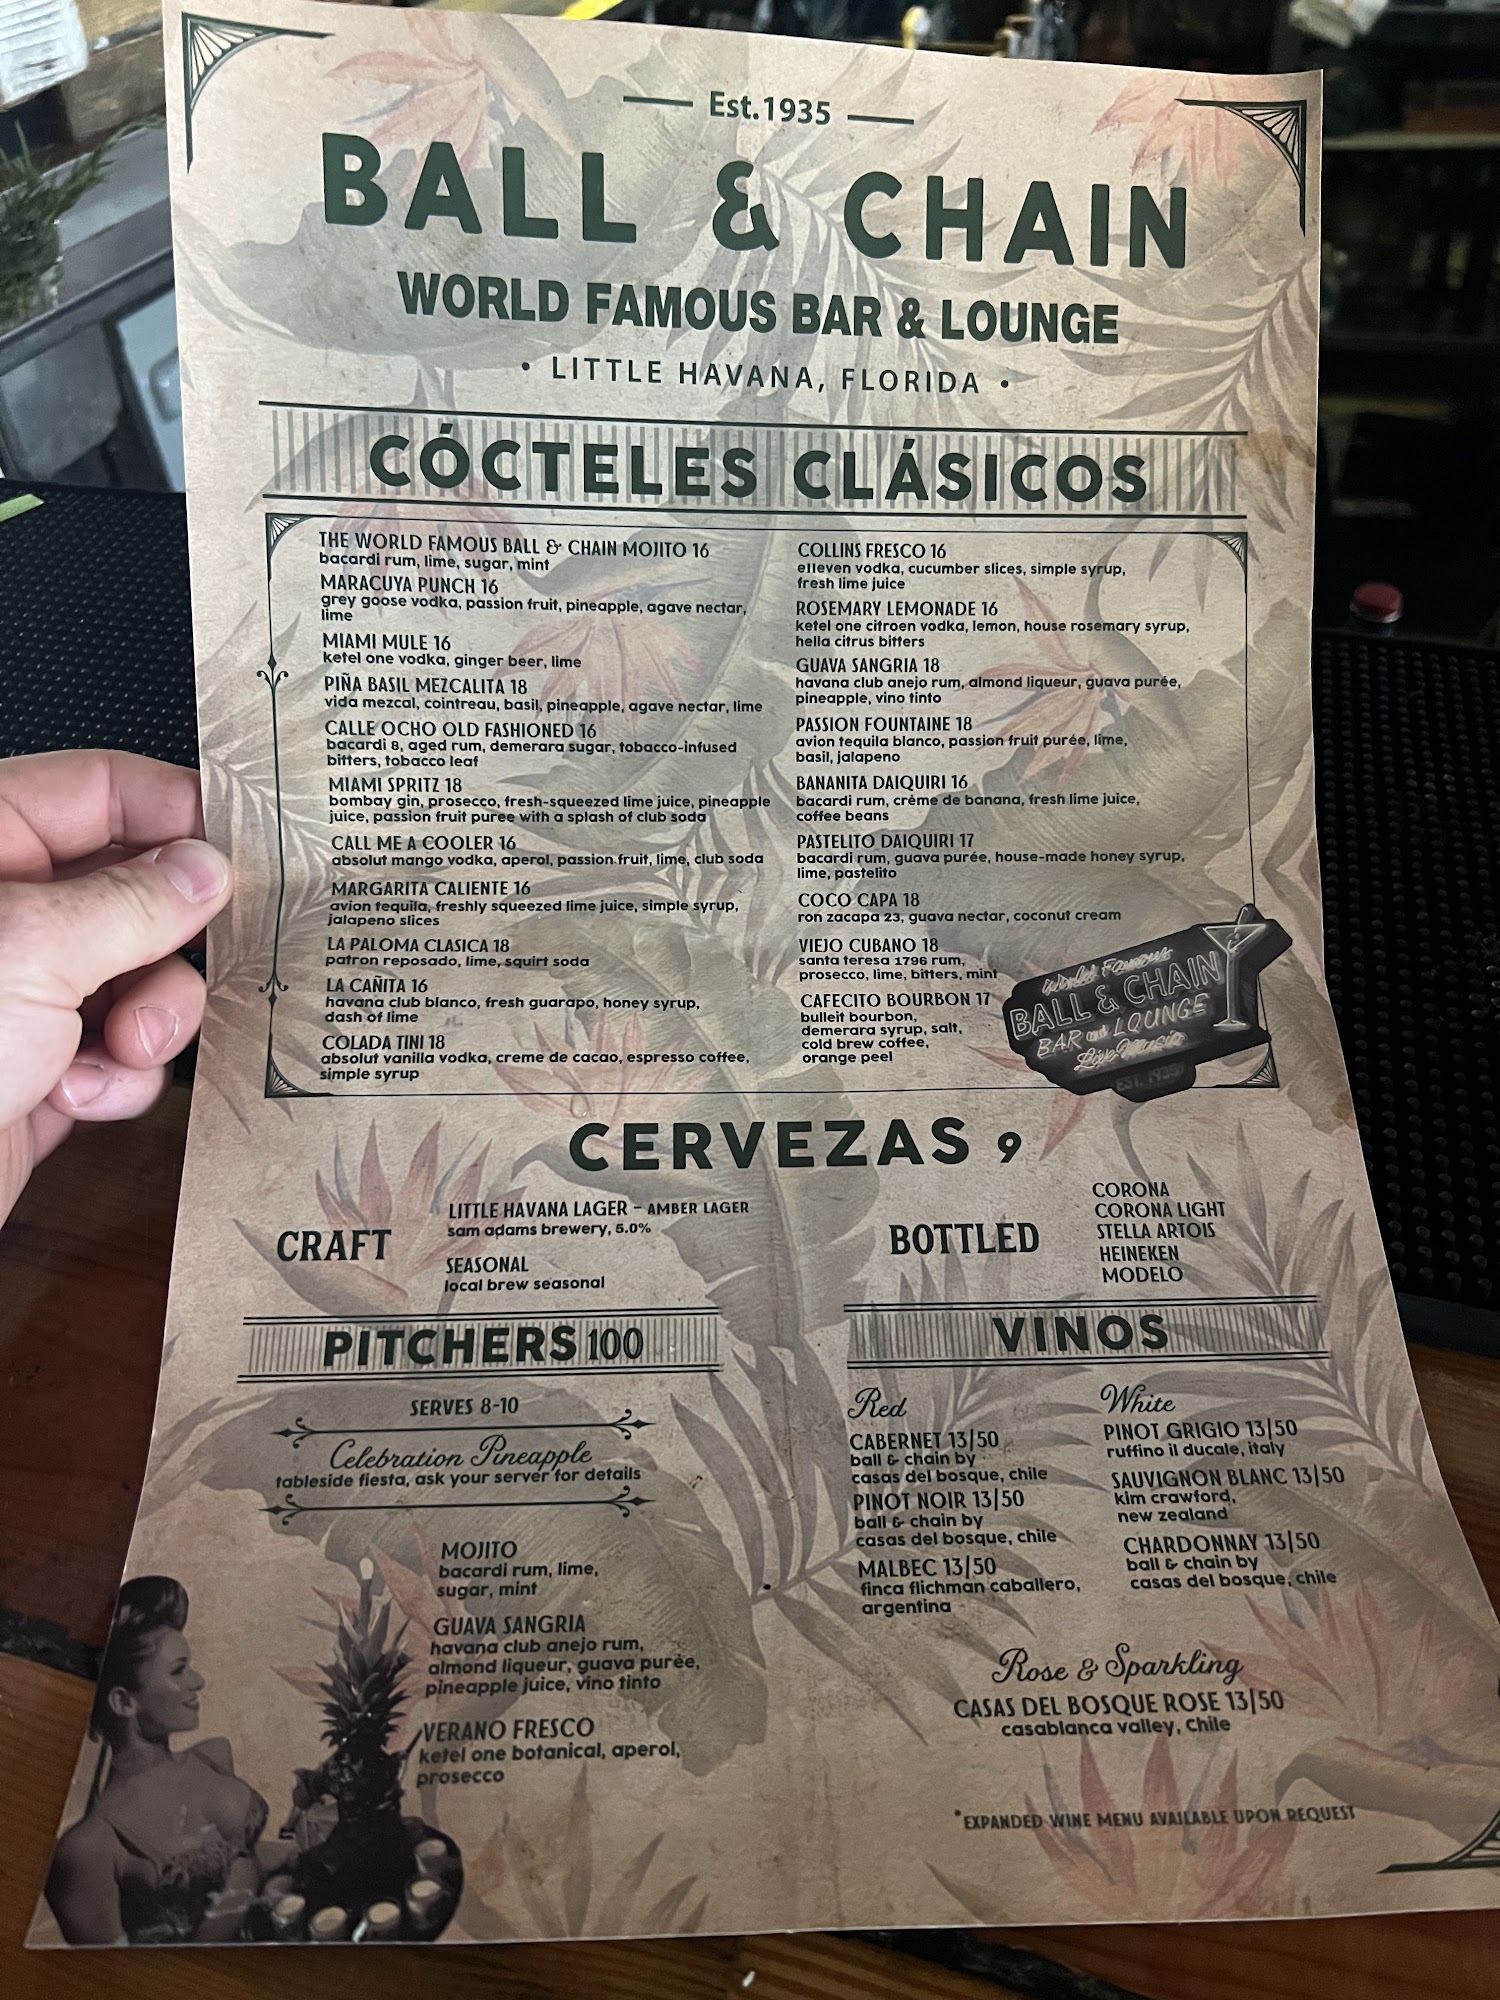 Est.1935
BALL & CHAIN
WORLD FAMOUS BAR & LOUNGE
• LITTLE HAVANA, FLORIDA •
CÓCTELES CLÁSICOS
THE WORLD FAMOUS BALL & CHAIN MOJITO 16
bacardi rum, lime, sugar, mint
MARACUYA PUNCH 16
grey goose vodka, passion fruit, pineapple, agave nectar,
lime
MIAMI MULE 16
ketel one vodka, ginger beer, lime
PIÑA BASIL MEZCALITA 18
vida mezcal, cointreau, basil, pineapple, agave nectar, lime
CALLE OCHO OLD FASHIONED 16
bacardi 8, aged rum, demerara sugar, tobacco-infused
bitters, tobacco leaf
MIAMI SPRITZ 18
bombay gin, prosecco, fresh-squeezed lime juice, pineapple
juice, passion fruit puree with a splash of club soda
CALL ME A COOLER 16
absolut mango vodka, aperol, passion fruit, lime, club soda
MARGARITA CALIENTE 16
avion tequila, freshly squeezed lime juice, simple syrup,
jalapeno slices
LA PALOMA CLASICA 18
patron reposado, lime, squirt soda
LA CAÑITA 16
havana club blanco, fresh guarapo, honey syrup,
dash of lime
COLADA TINI 18
absolut vanilla vodka, creme de cacao, espresso coffee,
simple syrup
COLLINS FRESCO 16
e11even vodka, cucumber slices, simple syrup,
fresh lime juice
ROSEMARY LEMONADE 16
ketel one citroen vodka, lemon, house rosemary syrup,
hella citrus bitters
GUAVA SANGRIA 18
havana club anejo rum, almond liqueur, guava purée,
pineapple, vino tinto
PASSION FOUNTAINE 18
avion tequila blanco, passion fruit purée, lime,
basil, jalapeno
BANANITA DAIQUIRI 16
bacardi rum, crème de banana, fresh lime juice,
coffee beans
PASTELITO DAIQUIRI 17
bacardi rum, guava purée, house-made honey syrup,
lime, pastelito
COCO CAPA 18
ron zacapa 23, guava nectar, coconut cream
VIEJO CUBANO 18
santa teresa 1796 rum,
prosecco, lime, bitters, mint
CAFECITO BOURBON 17
bulleit bourbon,
demerara syrup, salt,
cold brew coffee,
orange peel
World Famous
BALL & CHAIN
BAR and LOUNGE
Live Music
EST. 1935
CERVEZAS 9
CRAFT
LITTLE HAVANA LAGER - AMBER LAGER
sam adams brewery, 5.0%
SEASONAL
local brew seasonal
BOTTLED
CORONA
CORONA LIGHT
STELLA ARTOIS
HEINEKEN
MODELO
PITCHERS 100
SERVES 8-10
Celebration Pineapple
tableside fiesta, ask your server for details
MOJITO
bacardi rum, lime,
sugar, mint
GUAVA SANGRIA
havana club anejo rum,
almond liqueur, guava purée,
pineapple juice, vino tinto
VERANO FRESCO
ketel one botanical, aperol,
prosecco
VINOS
Red
CABERNET 13|50
ball & chain by
casas del bosque, chile
PINOT NOIR 13|50
ball & chain by
casas del bosque, chile
MALBEC 13|50
finca flichman caballero,
argentina
White
PINOT GRIGIO 13|50
ruffino il ducale, italy
SAUVIGNON BLANC 13|50
kim crawford,
new zealand
CHARDONNAY 13|50
ball & chain by
casas del bosque, chile
Rose & Sparkling
CASAS DEL BOSQUE ROSE 13|50
casablanca valley, Chile
*EXPANDED WINE MENU AVAILABLE UPON REQUEST